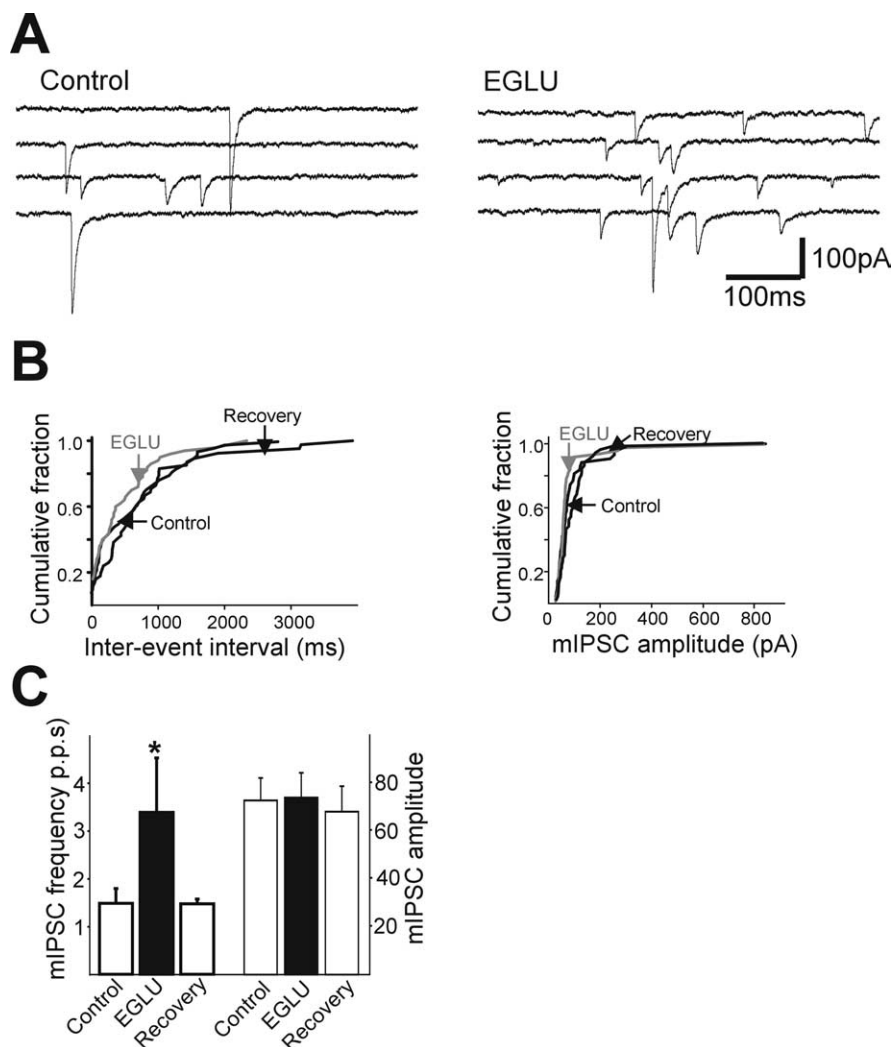 A
Control
EGLU
100pA
100ms
B
Cumulative fraction
1.0
0.6
0.2
EGLU
Recovery
Control
0
1000
2000
3000
Inter-event interval (ms)
Cumulative fraction
1.0
0.6
0.2
EGLU
Recovery
Control
0
200
400
600
800
mIPSC amplitude (pA)
C
mIPSC frequency p.p.s)
4
3
2
1
*
80
60
40
20
mIPSC amplitude
Control
EGLU
Recovery
Control
EGLU
Recovery